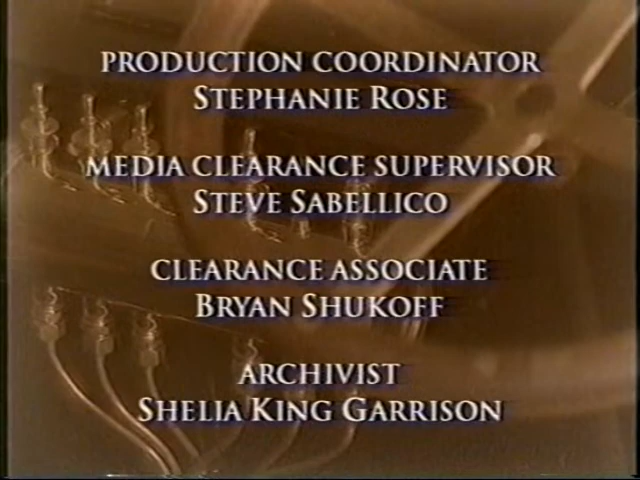 PRODUCTION COORDINATOR
STEPHANIE ROSE
MEDIA CLEARANCE SUPERVISOR
STEVE SABELLICO
CLEARANCE ASSOCIATE
BRYAN SHUKOFF
ARCHIVIST
SHELIA KING GARRISON